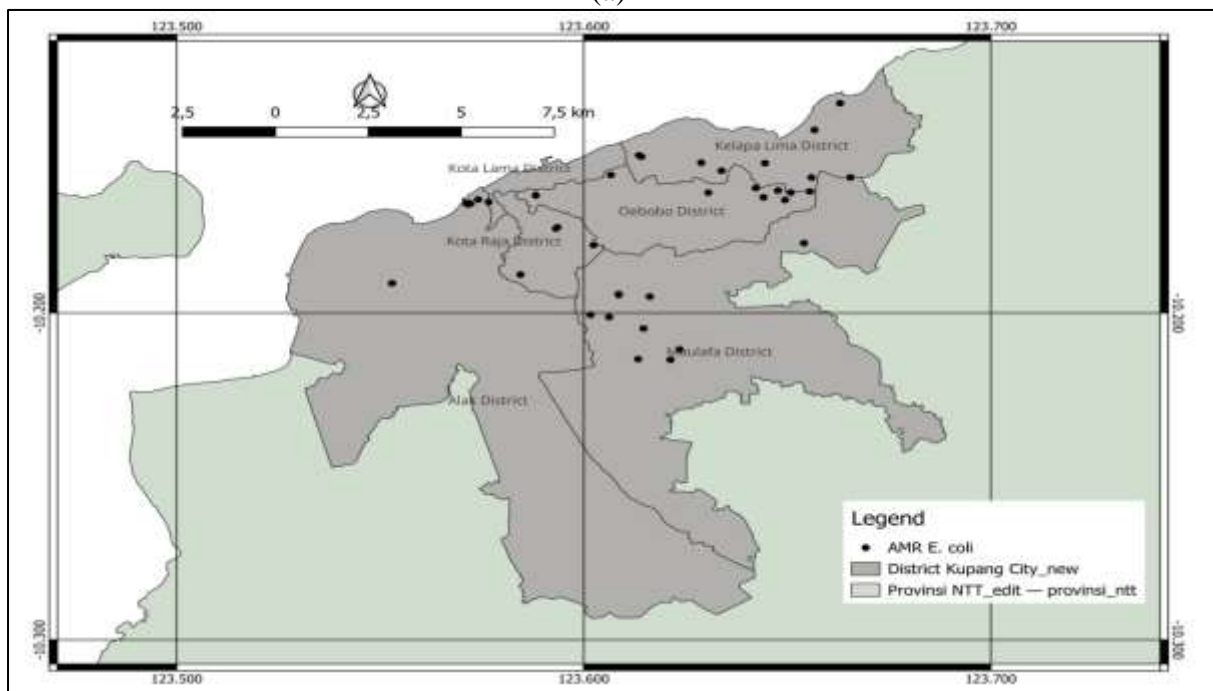 123.500 123.600 123.700
2,5 0 2,5 5 7,5 km
Kelapa Lima District
Kota Lama District
Oebobo District
Kota Raja District
-10.200 -10.200
Maulafa District
Alak District
Legend
AMR E. coli
District Kupang City_new
Provinsi NTT_edit — provinsi_ntt
-10.300 -10.300
123.500 123.600 123.700